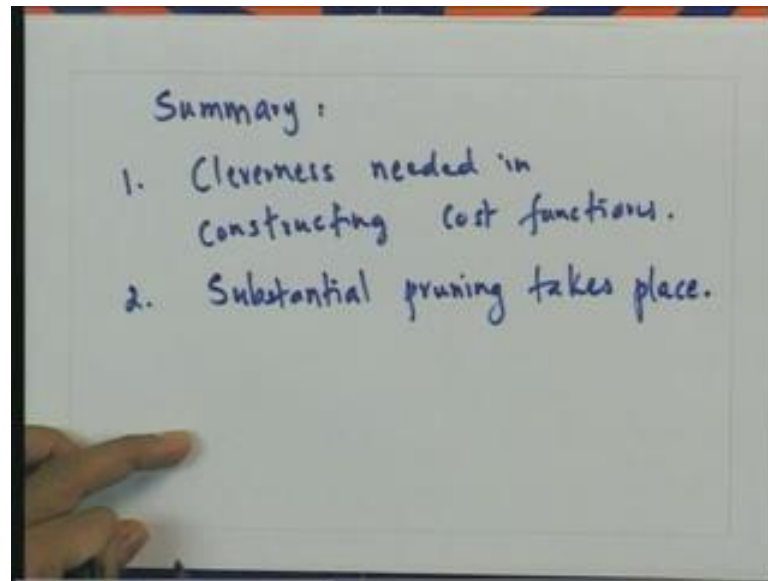 Summary :
1. Cleverness needed in
constructing cost functions.
2. Substantial pruning takes place.